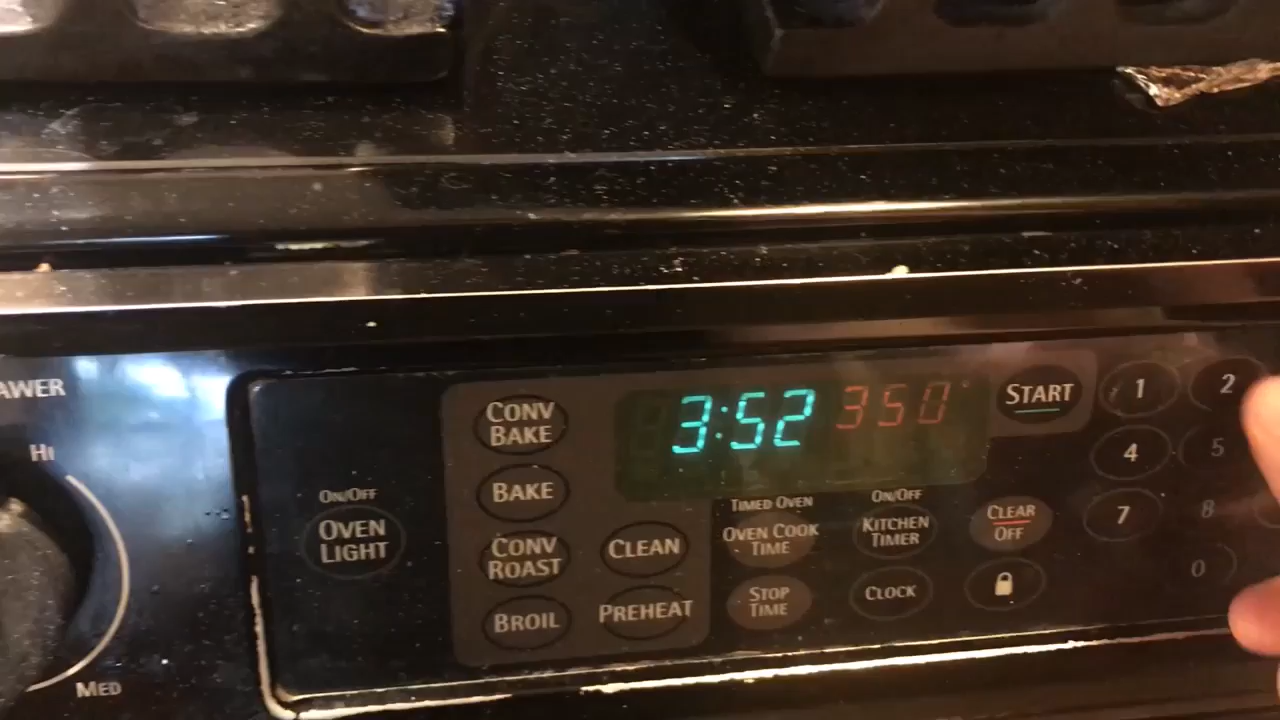 AWER
HI
MED
ON/OFF
OVEN
LIGHT
CONV
BAKE
BAKE
CONV
ROAST
BROIL
CLEAN
PREHEAT
3:52 350°
TIMED OVEN
OVEN COOK
TIME
STOP
TIME
ON/OFF
KITCHEN
TIMER
CLOCK
START
CLEAR
OFF
1 2
4 5
7 8
0